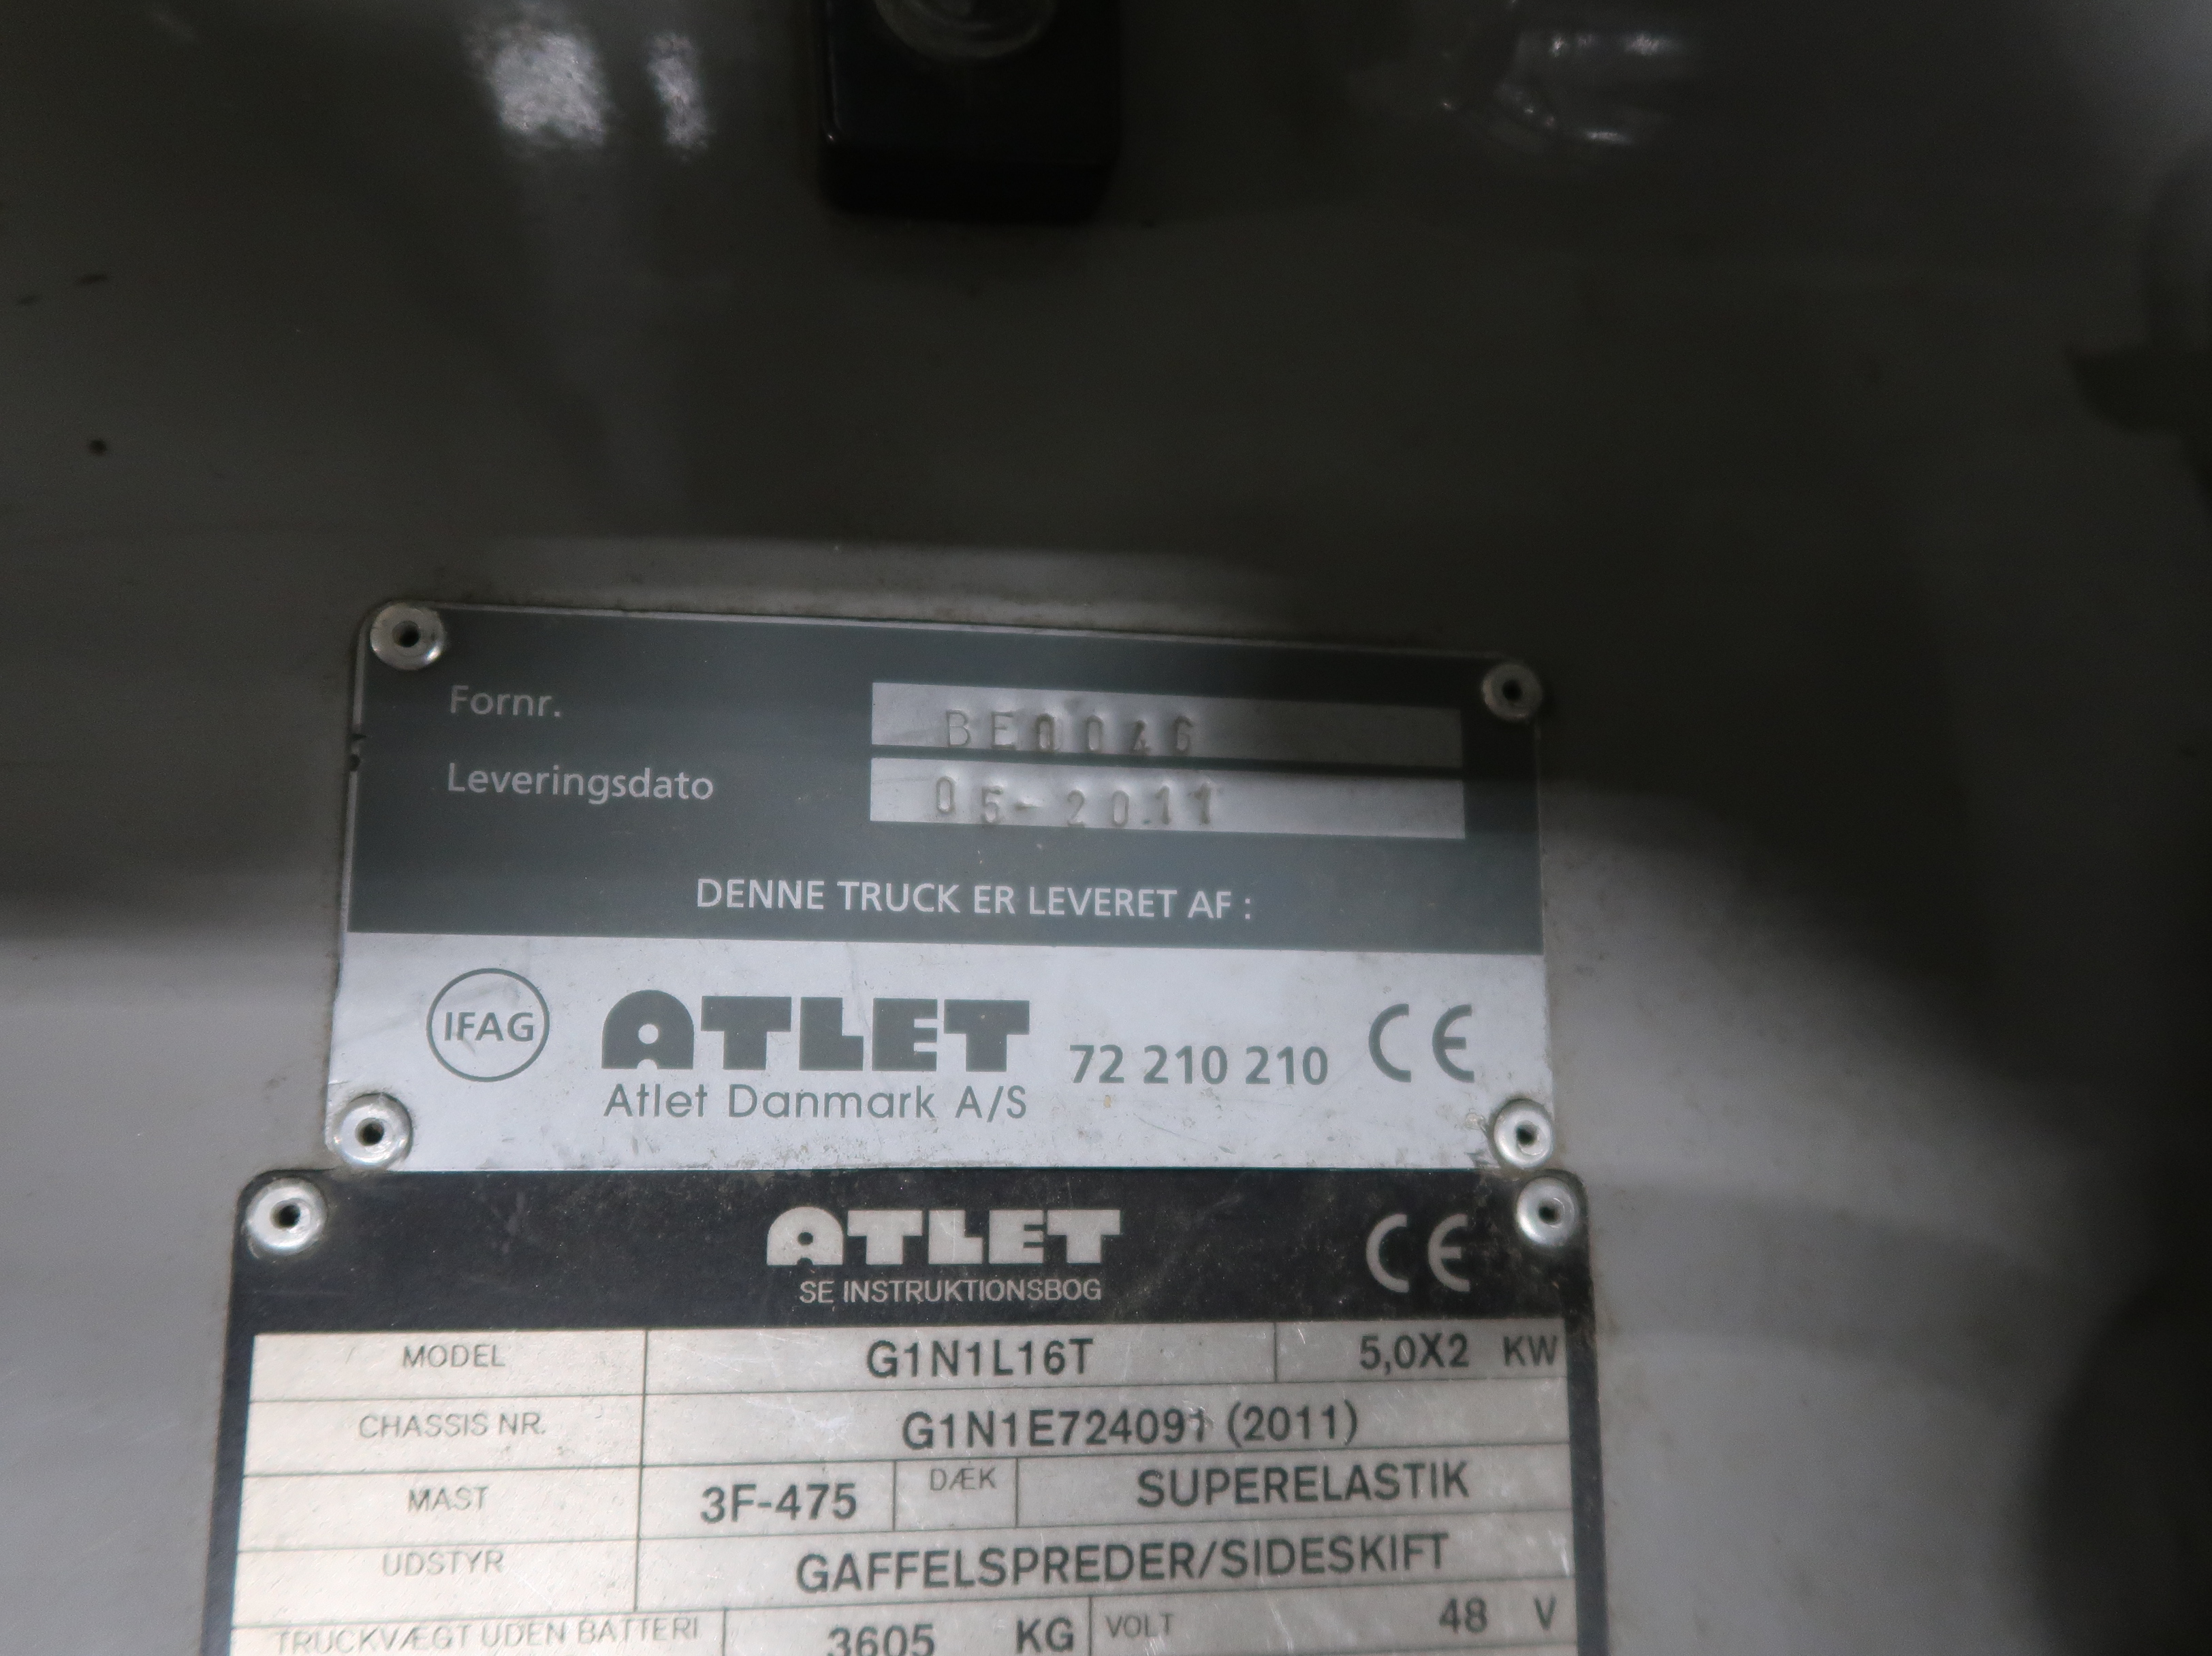 Fornr. BE0046
Leveringsdato 05-2011
DENNE TRUCK ER LEVERET AF :
IFAG ATLET 72 210 210 CE
Atlet Danmark A/S
ATLET CE
SE INSTRUKTIONSBOG
MODEL G1N1L16T 5,0X2 KW
CHASSIS NR. G1N1E724091 (2011)
MAST 3F-475 DÆK SUPERELASTIK
UDSTYR GAFFELSPREDER/SIDESKIFT
TRUCKVÆGT UDEN BATTERI 3605 KG VOLT 48 V